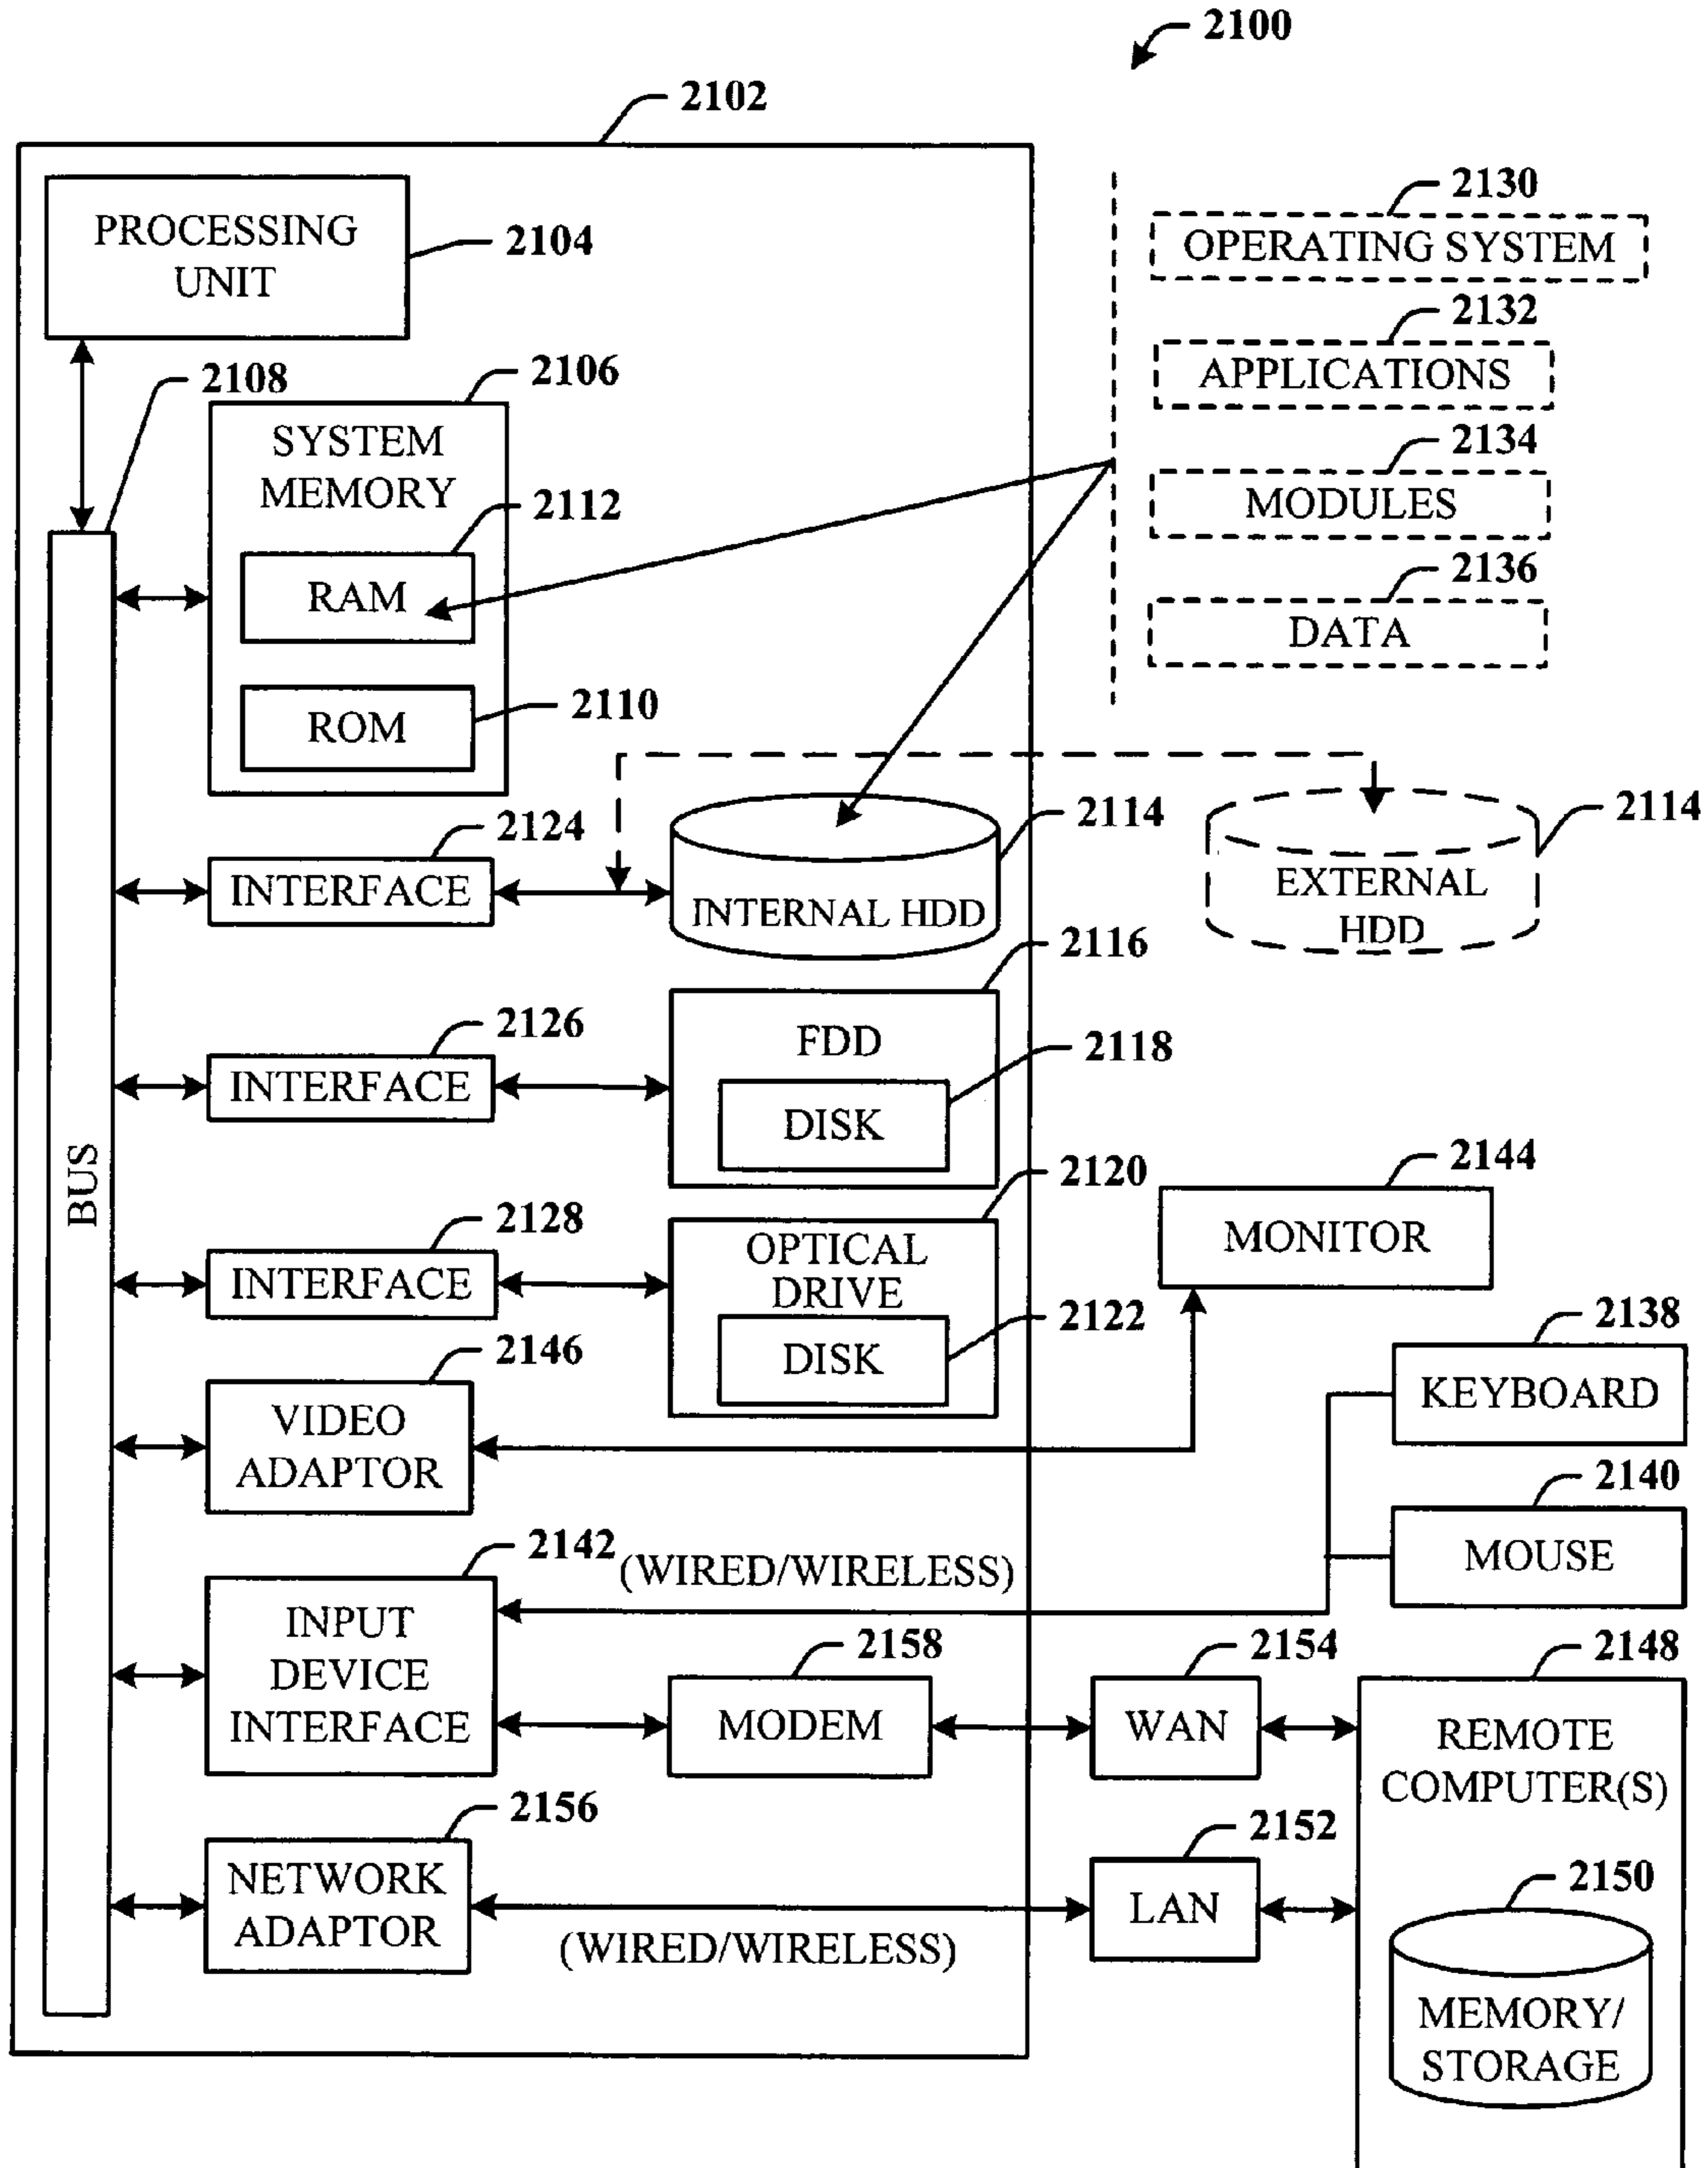 2100
2102
PROCESSING
UNIT
2104
2130
OPERATING SYSTEM
2132
APPLICATIONS
2134
MODULES
2136
DATA
2108
2106
SYSTEM
MEMORY
2112
RAM
2110
ROM
2124
INTERFACE
2114
INTERNAL HDD
2114
EXTERNAL
HDD
2126
INTERFACE
2116
FDD
2118
DISK
BUS
2128
INTERFACE
2120
OPTICAL
DRIVE
2122
DISK
2144
MONITOR
2146
VIDEO
ADAPTOR
2138
KEYBOARD
2140
MOUSE
2142
(WIRED/WIRELESS)
INPUT
DEVICE
INTERFACE
2158
MODEM
2154
WAN
2148
REMOTE
COMPUTER(S)
2156
NETWORK
ADAPTOR
(WIRED/WIRELESS)
2152
LAN
2150
MEMORY/
STORAGE